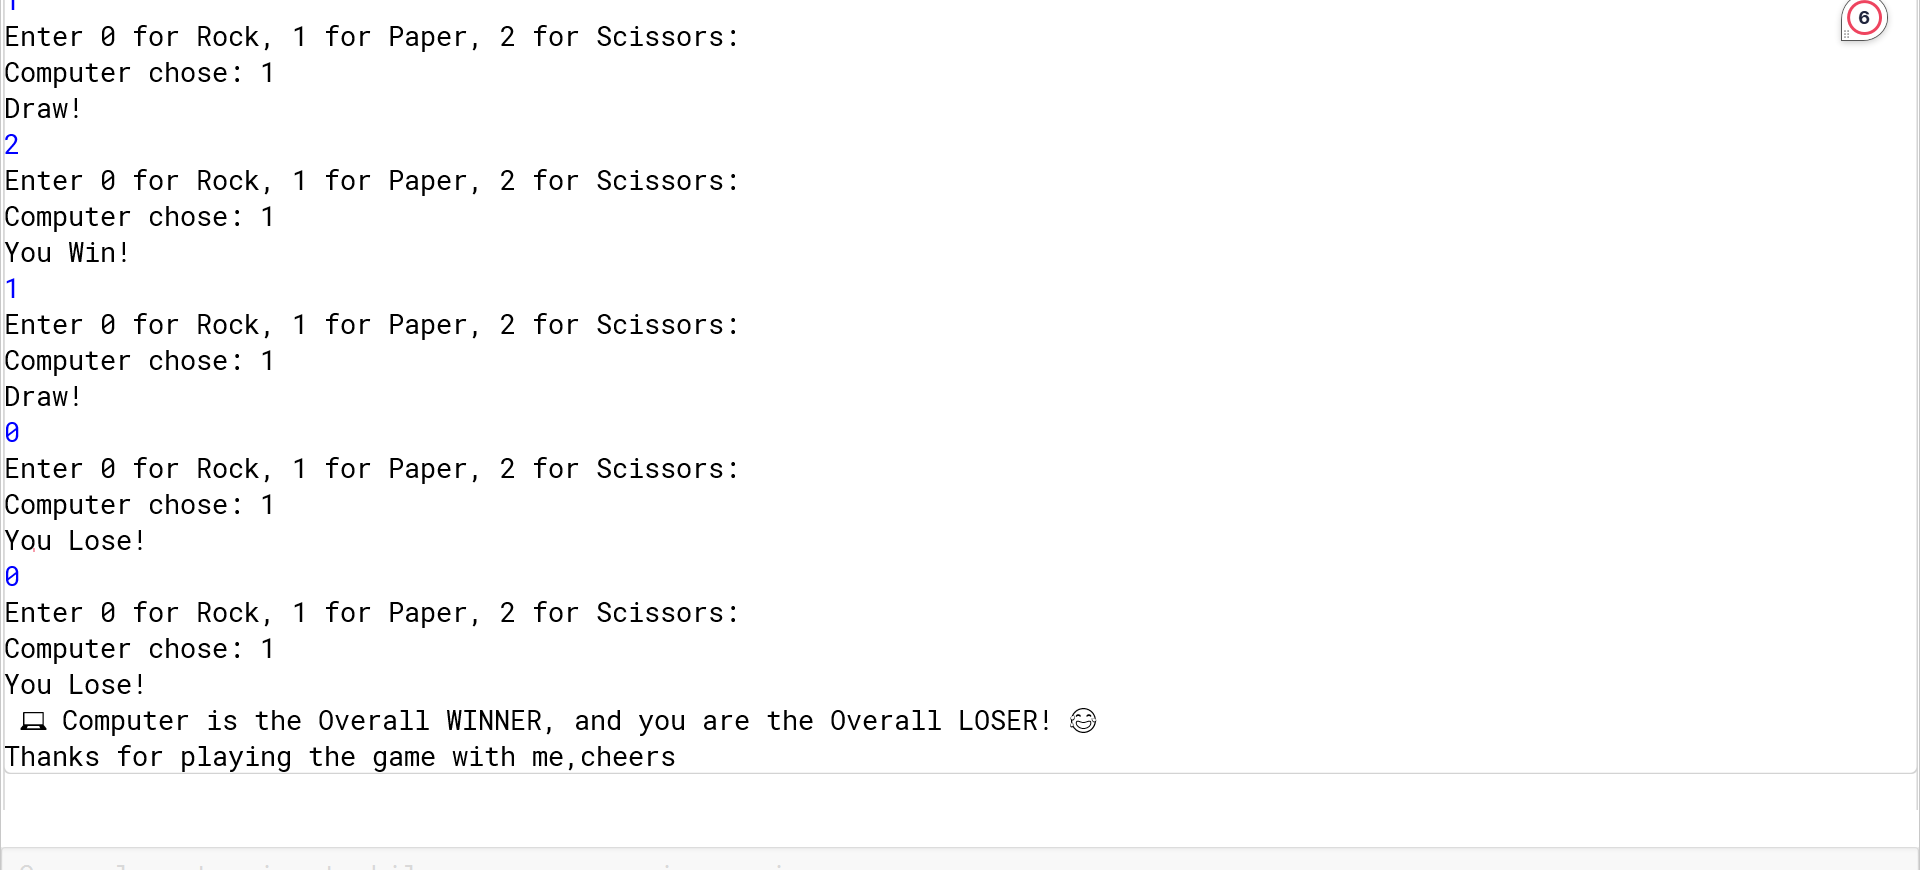 1
Enter 0 for Rock, 1 for Paper, 2 for Scissors:
Computer chose: 1
Draw!
2
Enter 0 for Rock, 1 for Paper, 2 for Scissors:
Computer chose: 1
You Win!
1
Enter 0 for Rock, 1 for Paper, 2 for Scissors:
Computer chose: 1
Draw!
0
Enter 0 for Rock, 1 for Paper, 2 for Scissors:
Computer chose: 1
You Lose!
0
Enter 0 for Rock, 1 for Paper, 2 for Scissors:
Computer chose: 1
You Lose!
💻 Computer is the Overall WINNER, and you are the Overall LOSER! 😂
Thanks for playing the game with me,cheers
6